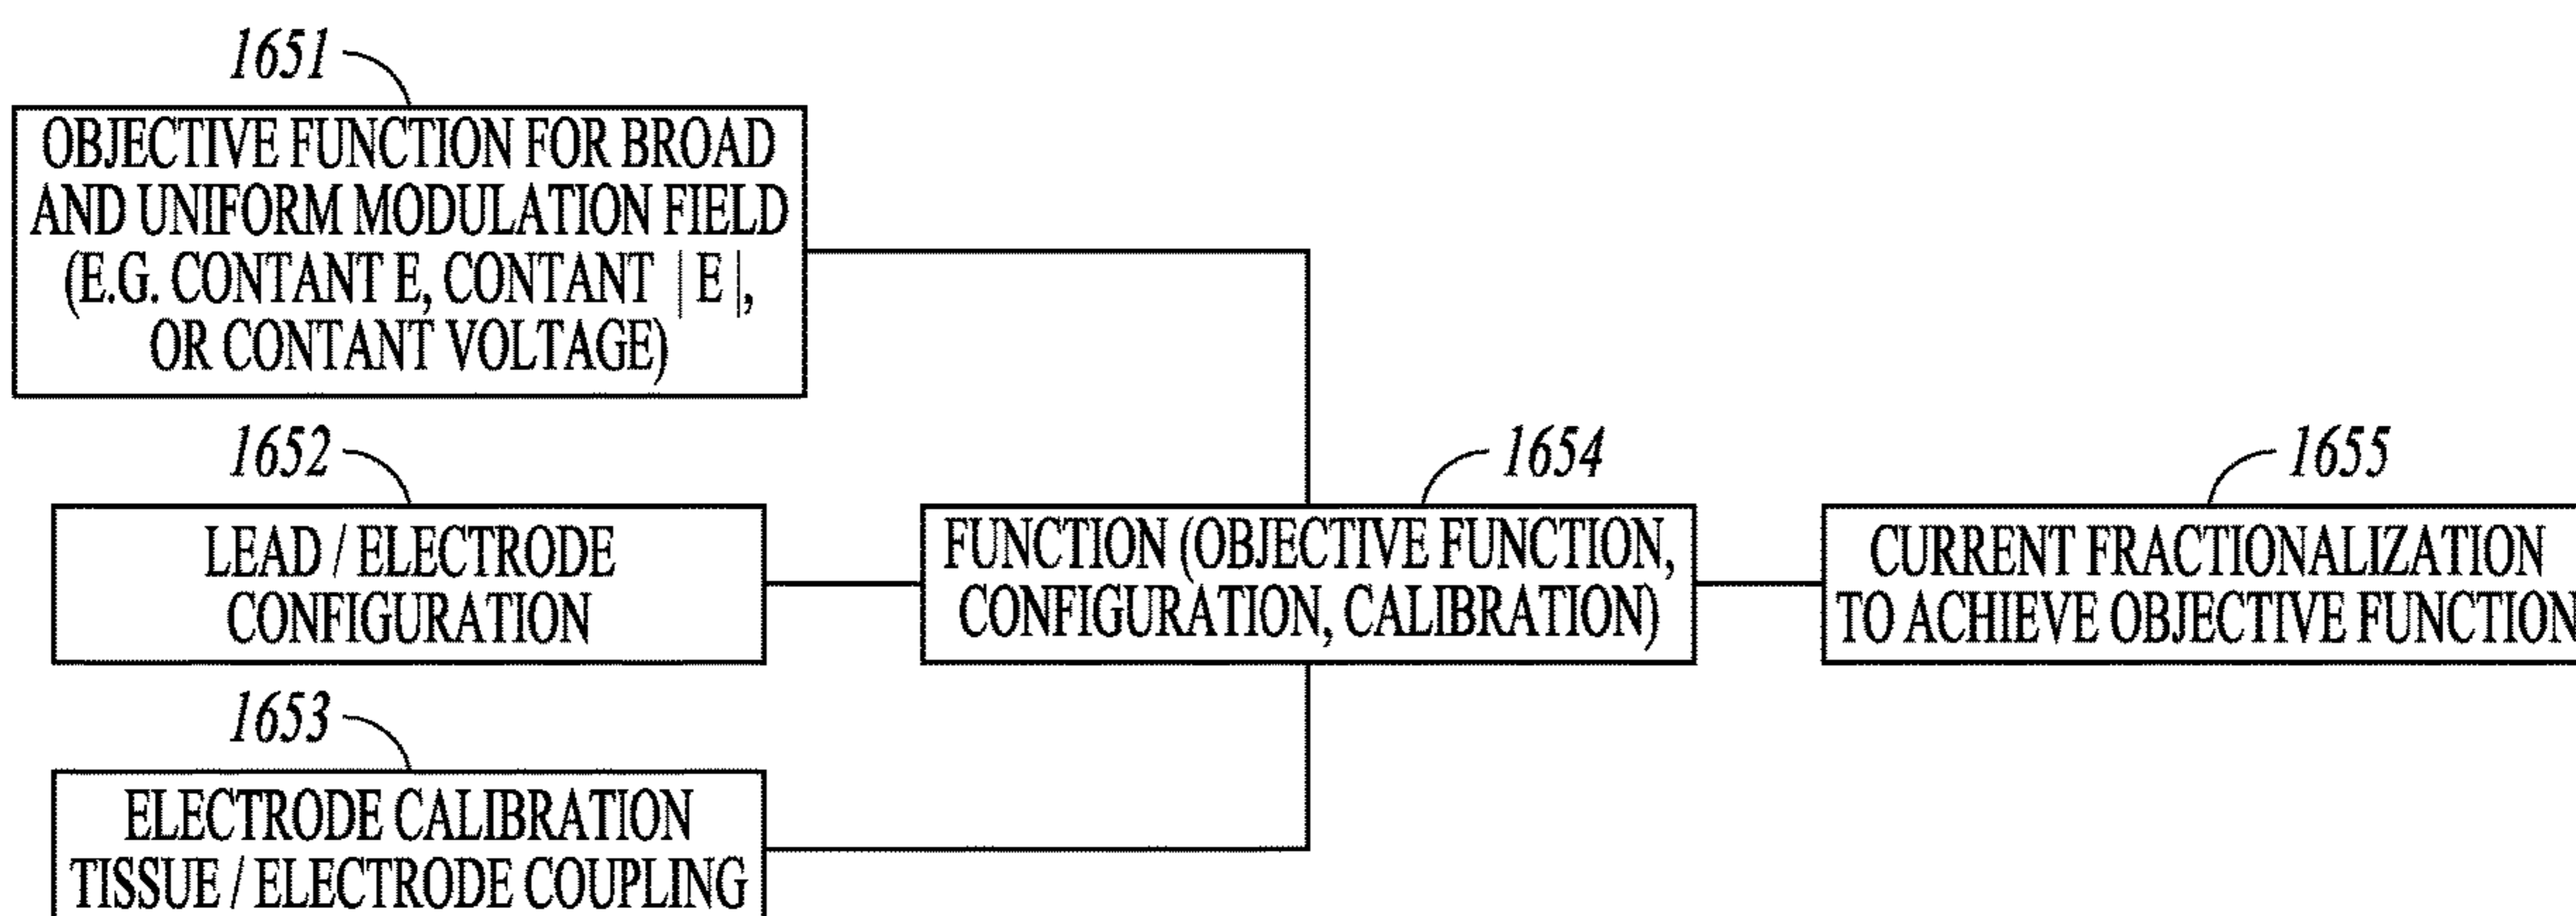 1651
OBJECTIVE FUNCTION FOR BROAD
AND UNIFORM MODULATION FIELD
(E.G. CONTANT E, CONTANT | E |,
OR CONTANT VOLTAGE)
1652
LEAD / ELECTRODE
CONFIGURATION
1653
ELECTRODE CALIBRATION
TISSUE / ELECTRODE COUPLING
1654
FUNCTION (OBJECTIVE FUNCTION,
CONFIGURATION, CALIBRATION)
1655
CURRENT FRACTIONALIZATION
TO ACHIEVE OBJECTIVE FUNCTION